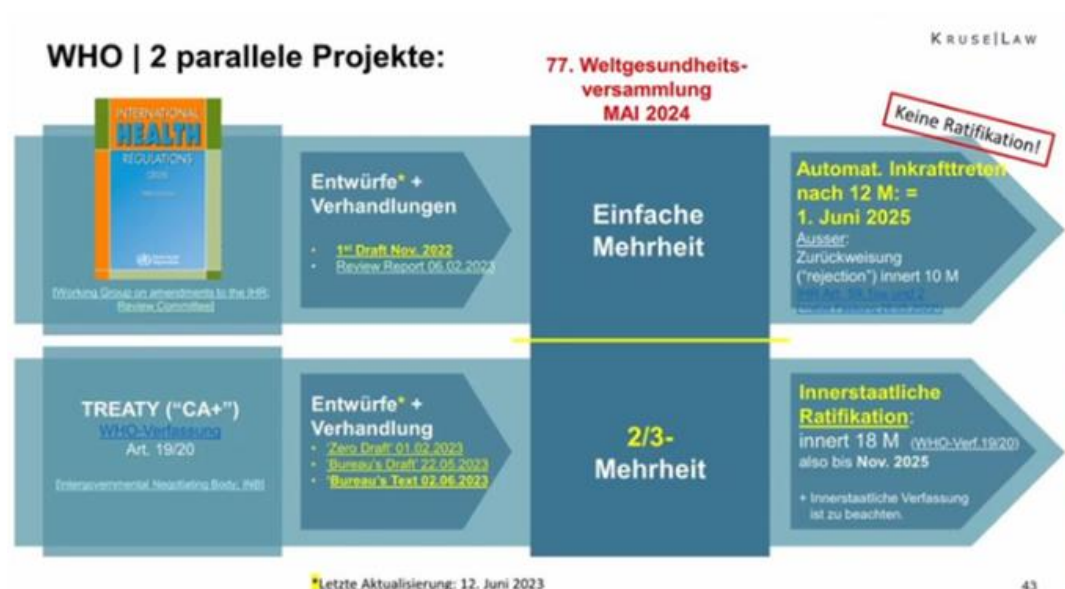 KRUSE|LAW
WHO | 2 parallele Projekte:
77. Weltgesundheits-
versammlung
MAI 2024
Keine Ratifikation!
INTERNATIONAL
HEALTH
REGULATIONS
[Working Group on amendments to the IHR;
Review Committee]
Entwürfe* +
Verhandlungen
• 1st Draft Nov. 2022
• Review Report 06.02.2023
Einfache
Mehrheit
Automat. Inkrafttreten
nach 12 M: =
1. Juni 2025
Ausser:
Zurückweisung
("rejection") innert 10 M
TREATY ("CA+")
WHO-Verfassung
Art. 19/20
[Intergovernmental Negotiating Body, INB]
Entwürfe* +
Verhandlung
• 'Zero Draft' 01.02.2023
• 'Bureau's Draft' 22.05.2023
• 'Bureau's Text 02.06.2023
2/3-
Mehrheit
Innerstaatliche
Ratifikation:
innert 18 M (WHO-Verf.19/20)
also bis Nov. 2025
+ Innerstaatliche Verfassung
ist zu beachten.
*Letzte Aktualisierung: 12. Juni 2023
43